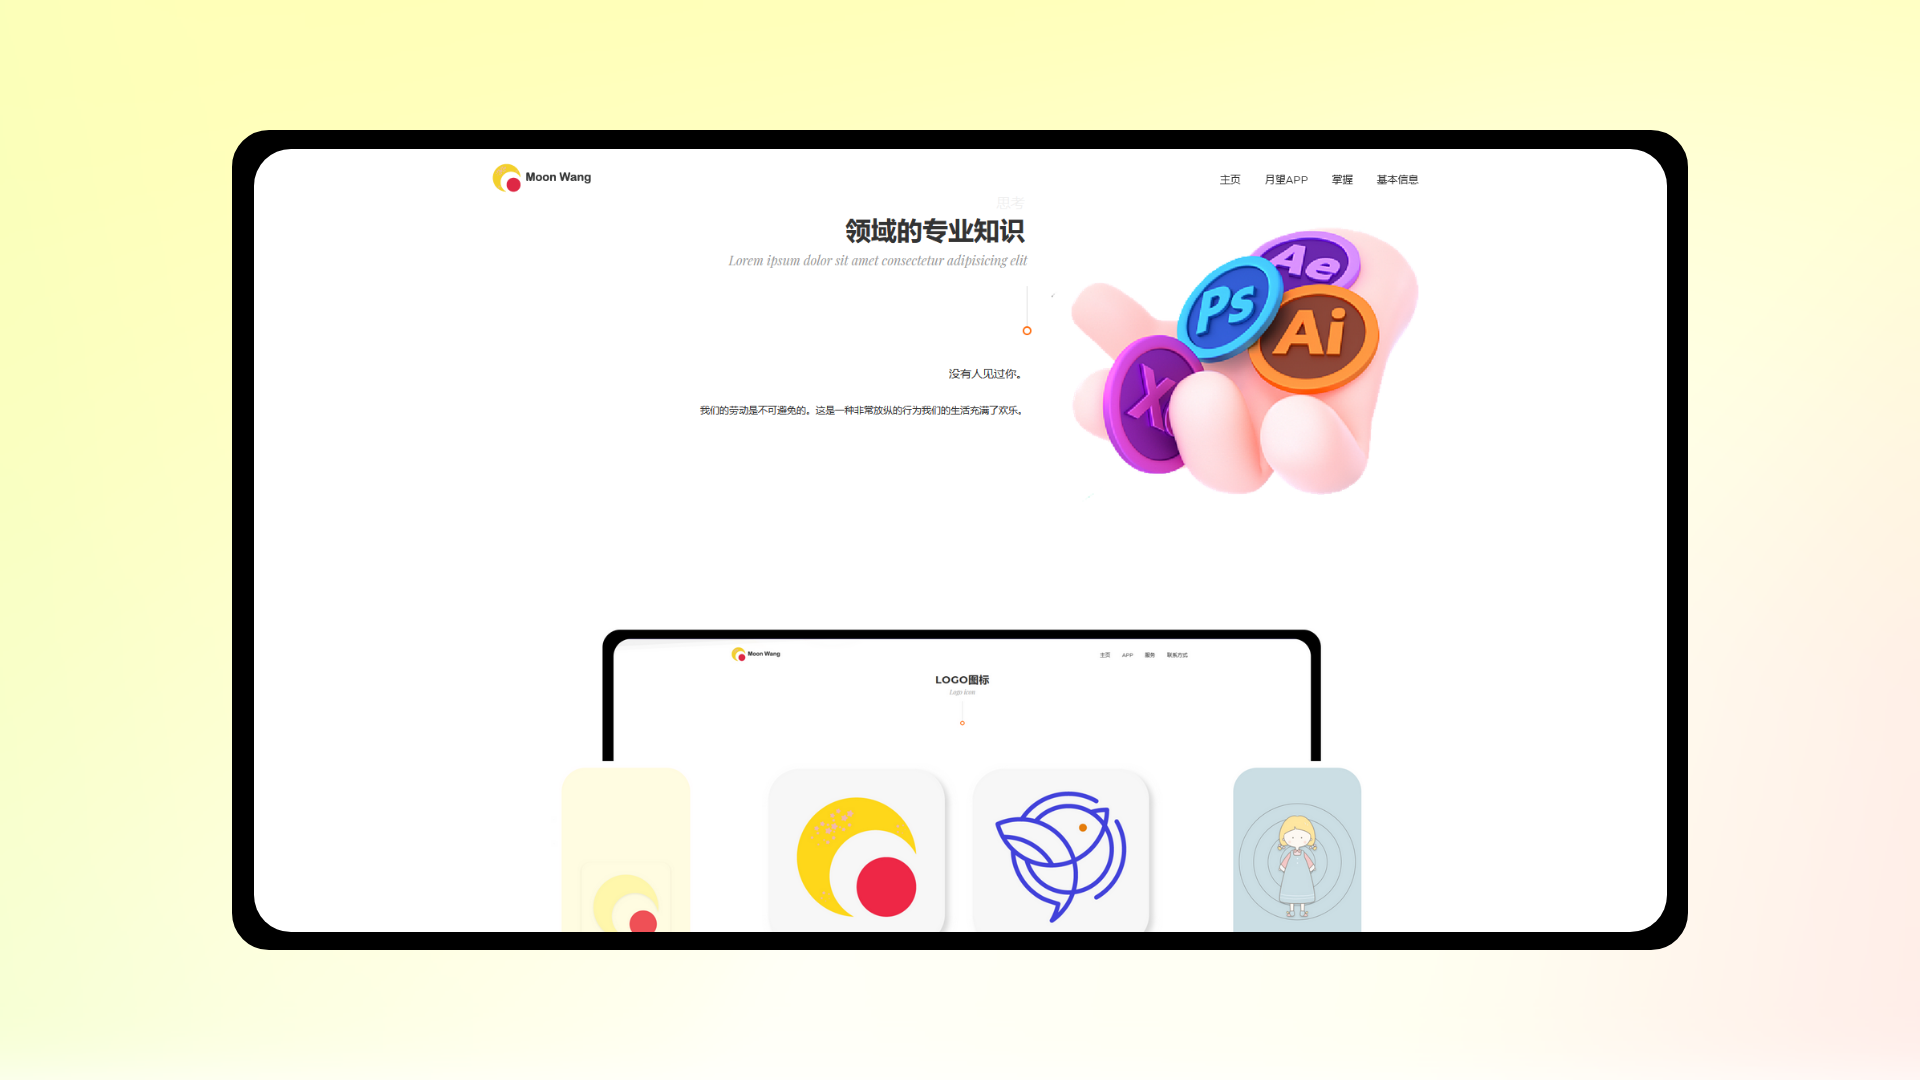 Moon Wang
主页 月望APP 掌握 基本信息
思考
领域的专业知识
Lorem ipsum dolor sit amet consectetur adipisicing elit
没有人见过你。
我们的劳动是不可避免的。这是一种非常放纵的行为我们的生活充满了欢乐。
Ae
Ps
Ai
X
Moon Wang
主页 APP 服务 联系方式
LOGO图标
Logo icon